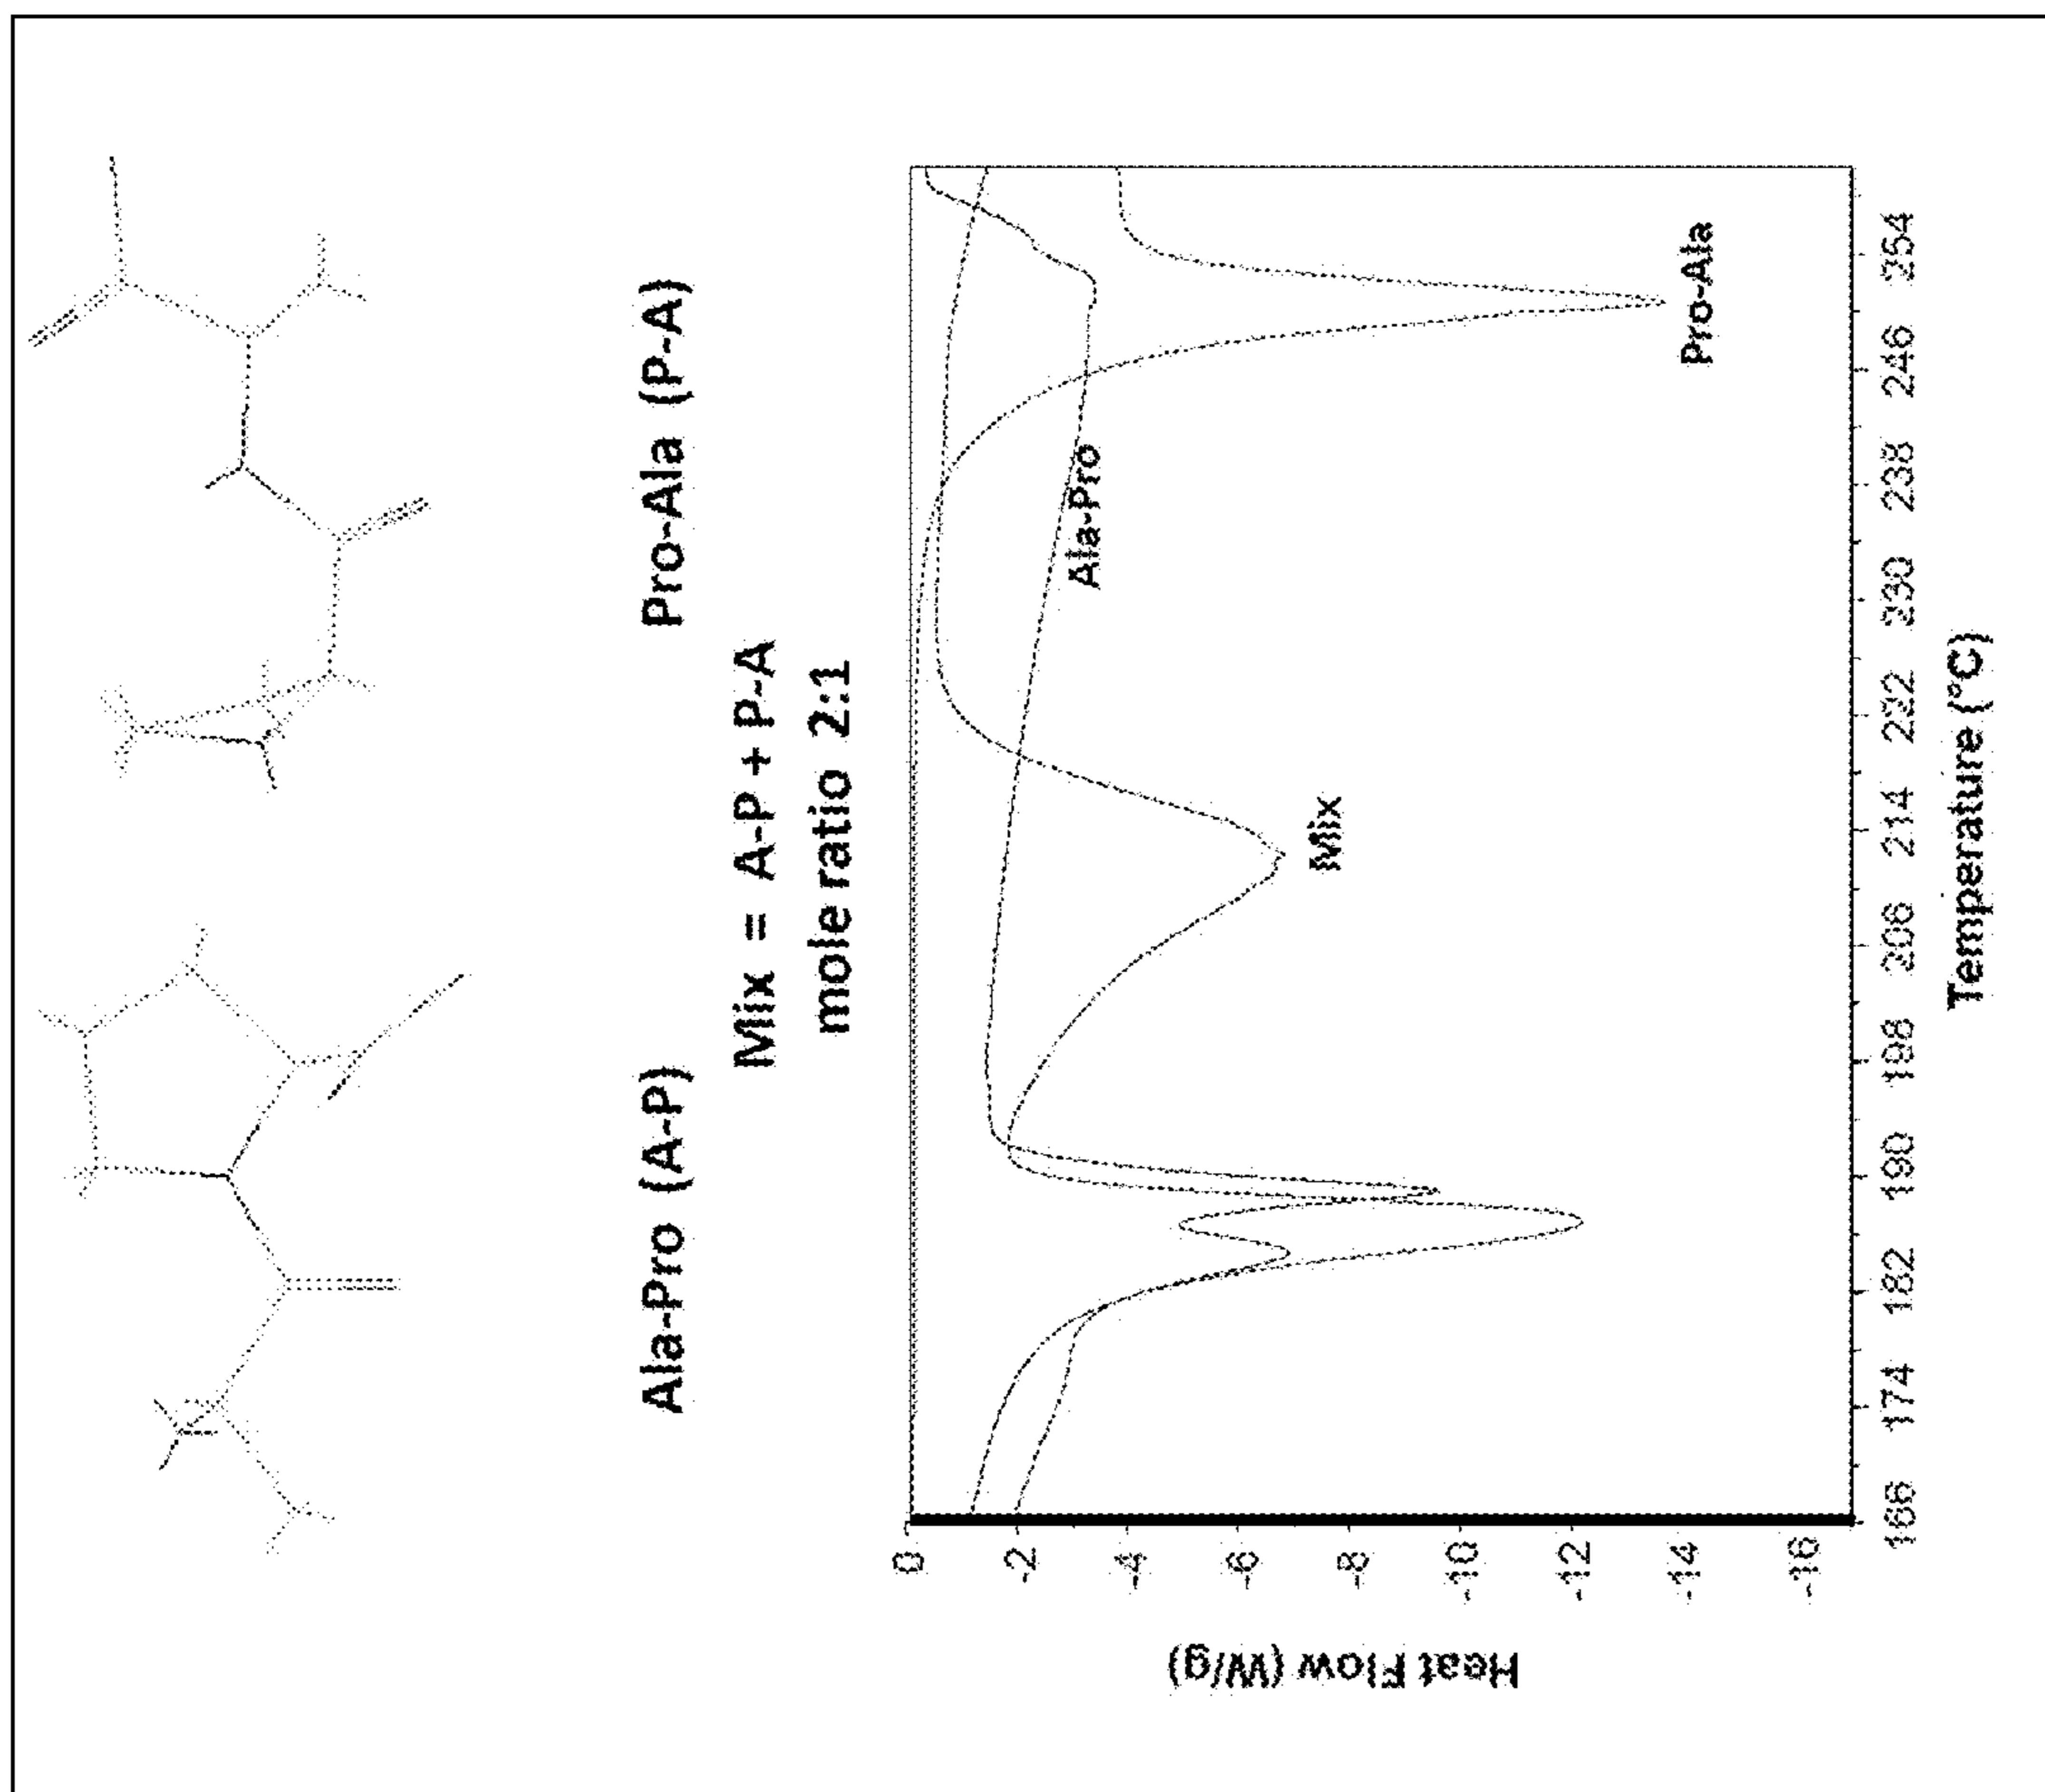 Ala-Pro (A-P)
Pro-Ala (P-A)
Mix = A-P + P-A
mole ratio 2:1
Heat Flow (W/g)
0
-2
-4
-6
-8
-10
-12
-14
-16
Mix
Ala-Pro
Pro-Ala
166 174 182 190 198 206 214 222 230 238 246 254
Temperature (°C)